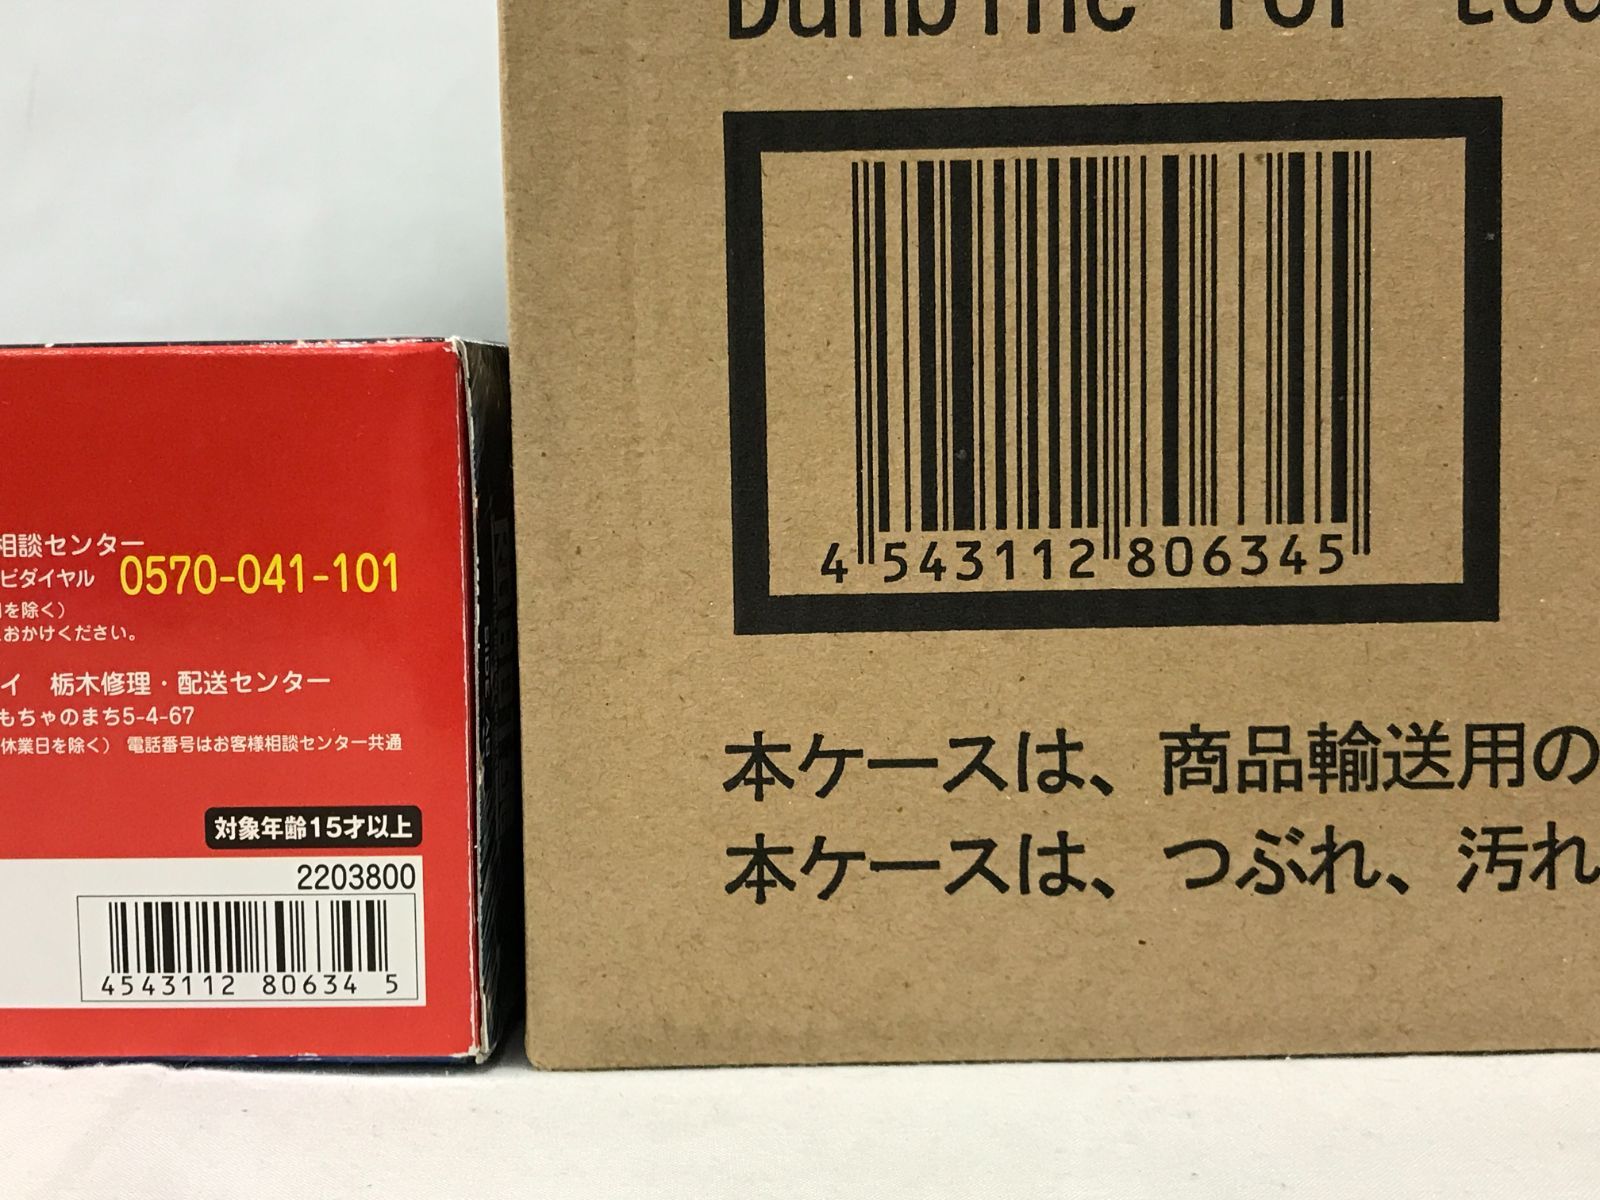 相談センター
ビダイヤル 0570-041-101
日を除く）
おかけください。
イ 栃木修理・配送センター
もちゃのまち5-4-67
休業日を除く） 電話番号はお客様相談センター共通
対象年齢15才以上
2203800
4543112 80634 5
Dunbine for
4 543112 806345
本ケースは、商品輸送用の
本ケースは、つぶれ、汚れ